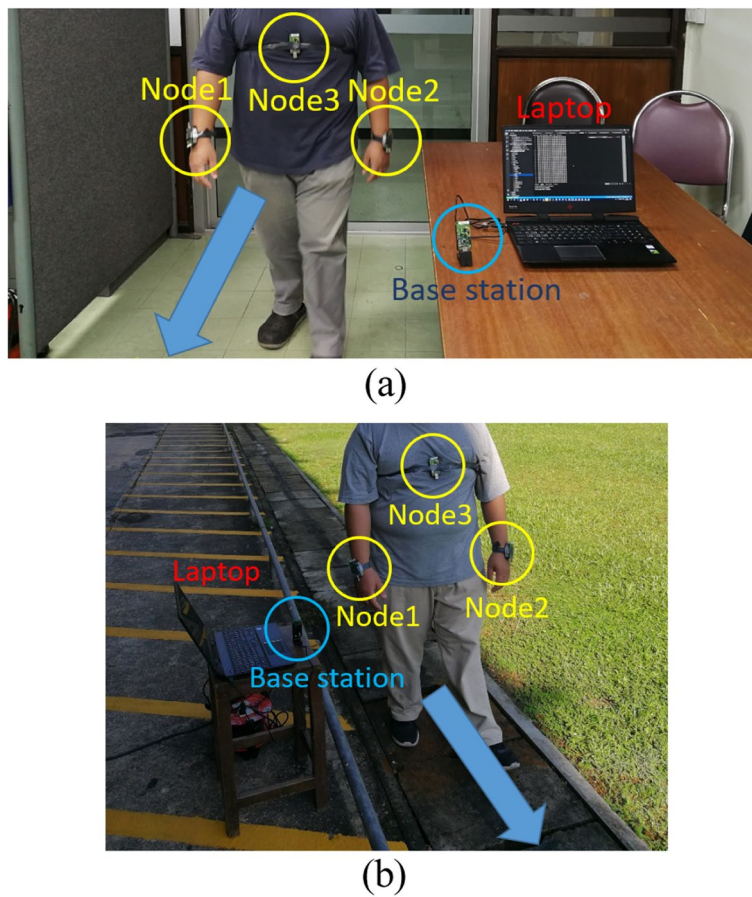 Node1
Node3
Node2
Laptop
Base station
(a)
Node3
Laptop
Node1
Node2
Base station
(b)